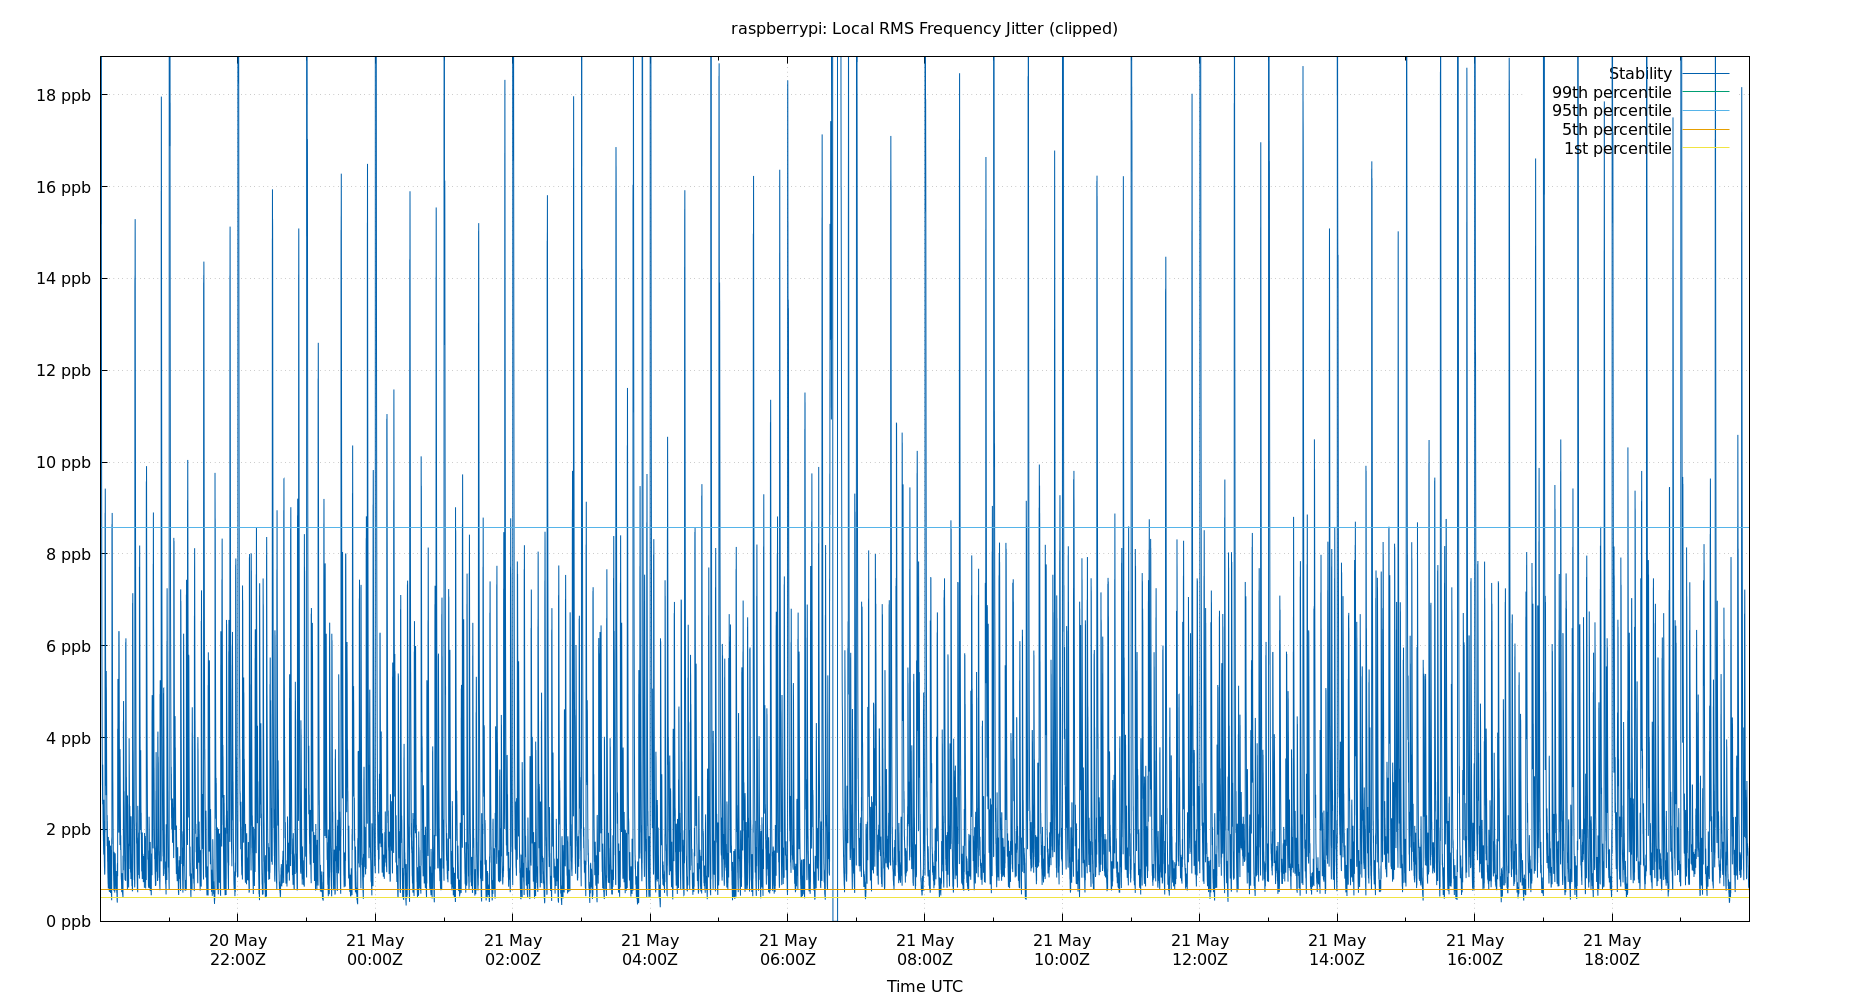 raspberrypi: Local RMS Frequency Jitter (clipped)
Stability
99th percentile
95th percentile
5th percentile
1st percentile
18 ppb
16 ppb
14 ppb
12 ppb
10 ppb
8 ppb
6 ppb
4 ppb
2 ppb
0 ppb
20 May 21 May 21 May 21 May 21 May 21 May 21 May 21 May 21 May 21 May 21 May
22:00Z 00:00Z 02:00Z 04:00Z 06:00Z 08:00Z 10:00Z 12:00Z 14:00Z 16:00Z 18:00Z
Time UTC